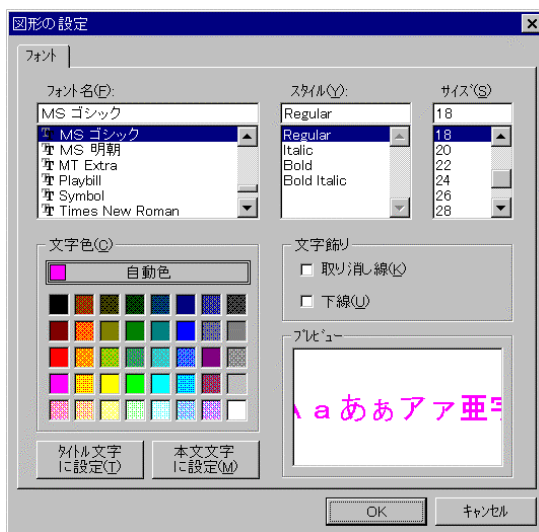 図形の設定
フォント
フォント名(F):
スタイル(Y):
サイズ(S)
MS ゴシック
Regular
18
MS ゴシック
MS 明朝
MT Extra
Playbill
Symbol
Times New Roman
Regular
Italic
Bold
Bold Italic
18
20
22
24
26
28
文字色(C)
自動色
文字飾り
取り消し線(K)
下線(U)
プレビュー
A a あぁアァ亜宇
タイトル文字
に設定(T)
本文文字
に設定(M)
OK
キャンセル